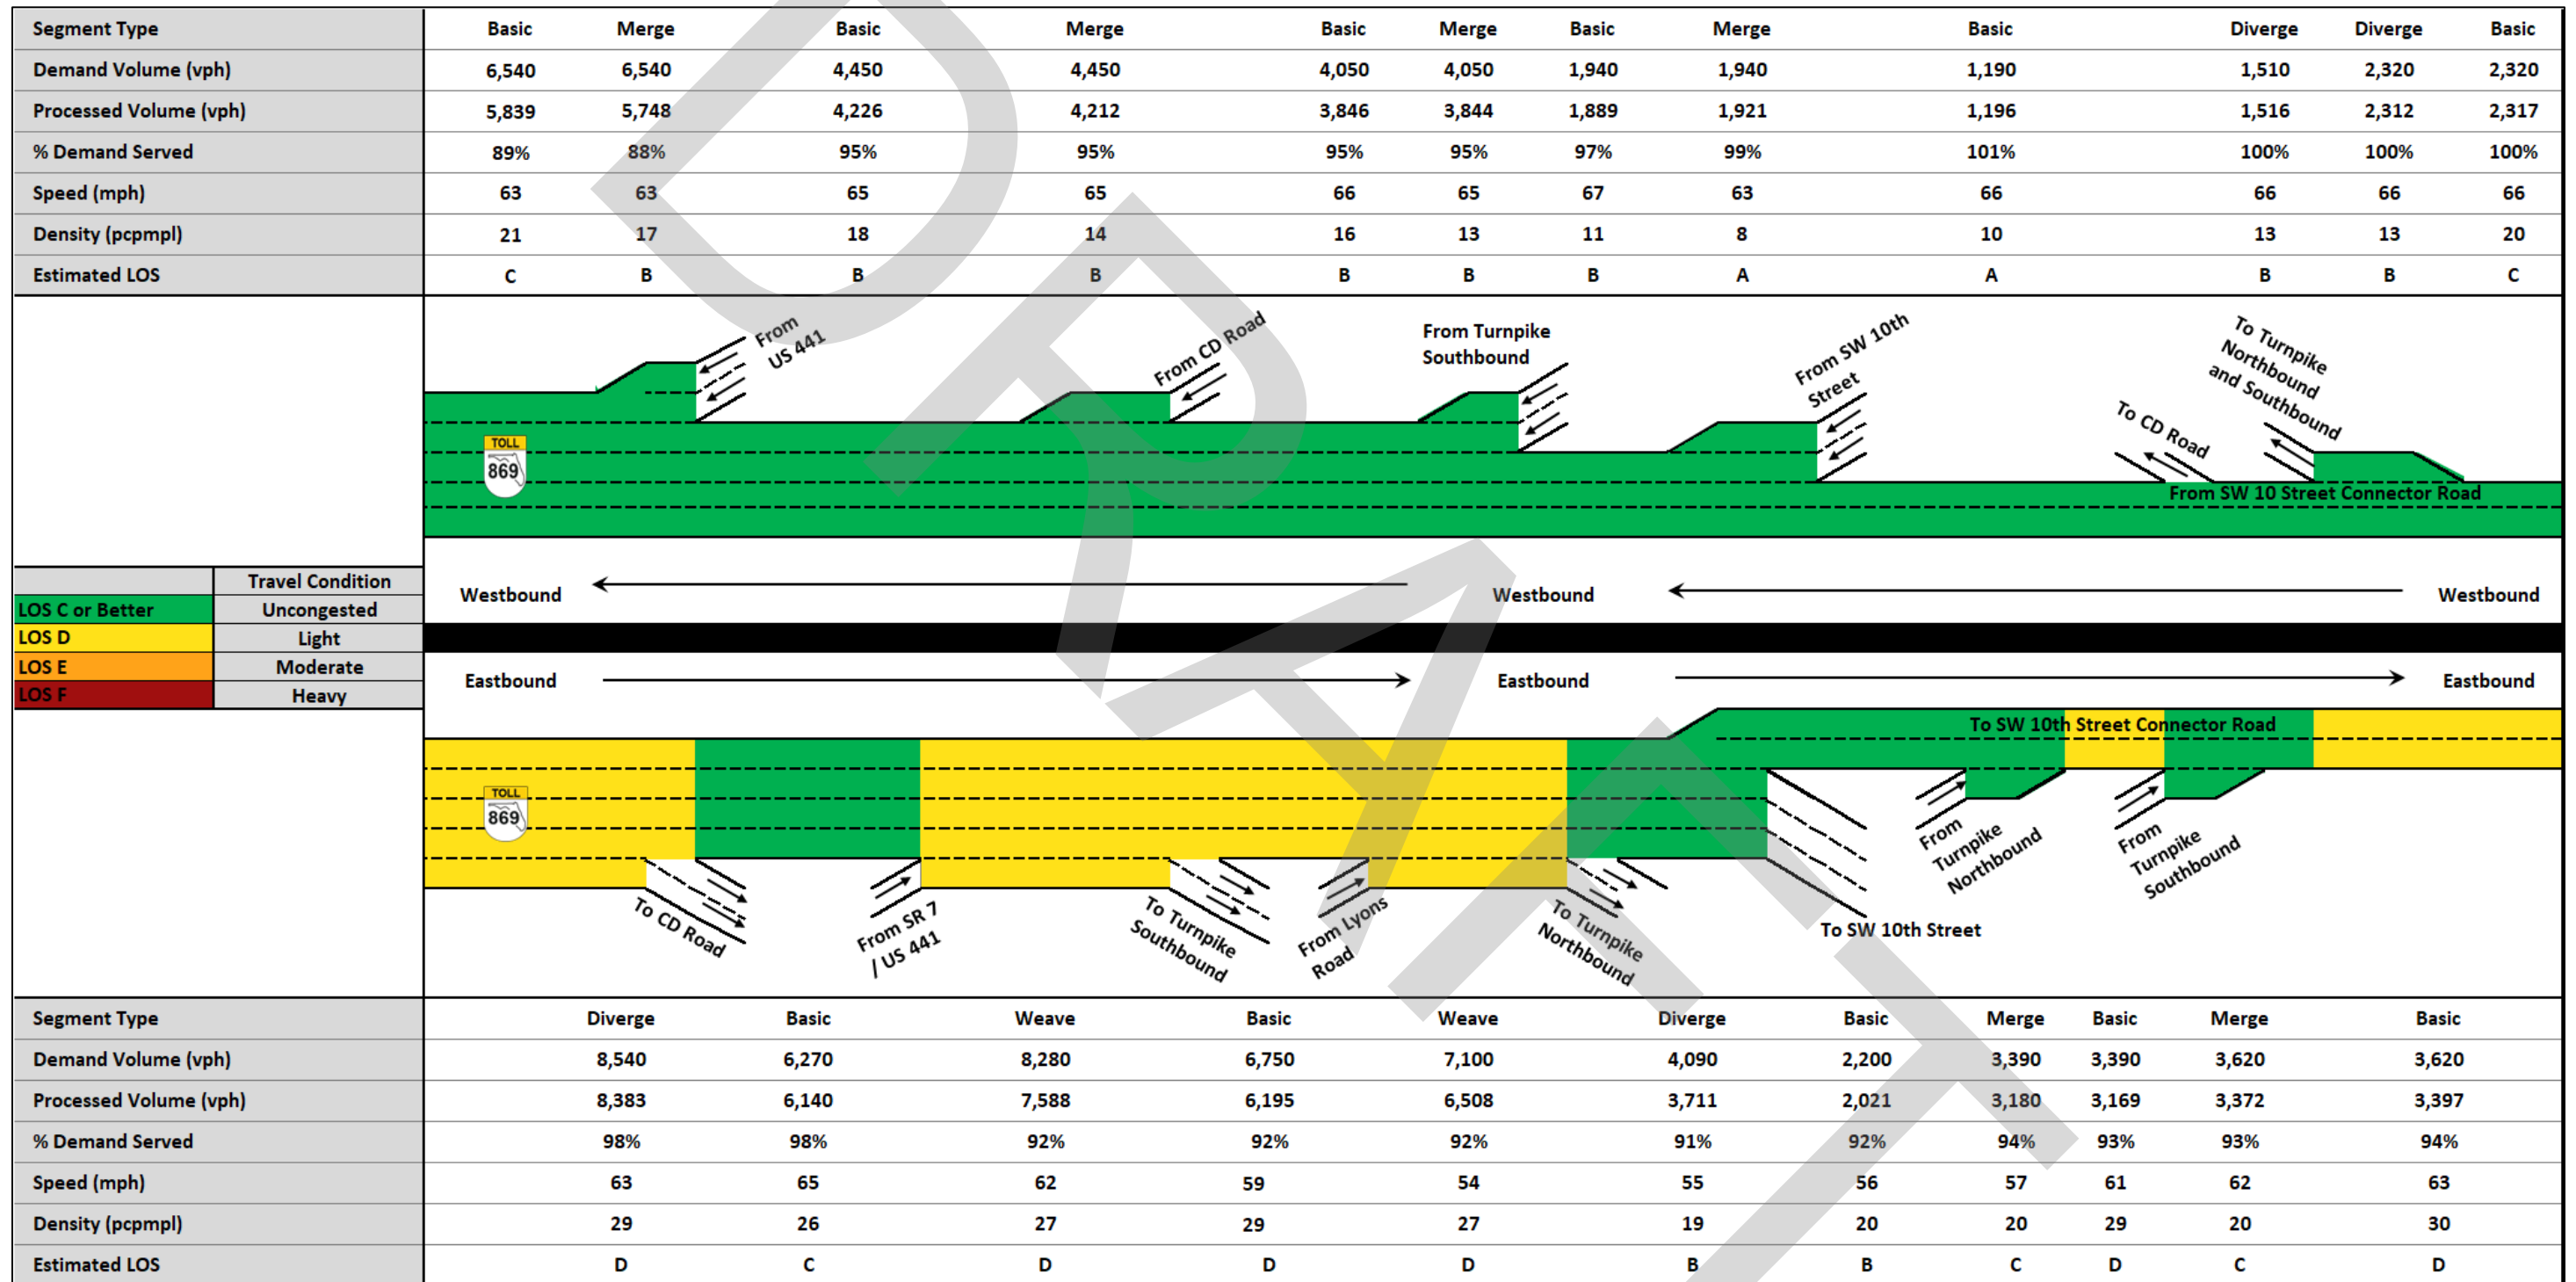 Segment Type Basic Merge Basic Merge Basic Merge Basic Merge Basic Diverge Diverge Basic
Demand Volume (vph) 6,540 6,540 4,450 4,450 4,050 4,050 1,940 1,940 1,190 1,510 2,320 2,320
Processed Volume (vph) 5,839 5,748 4,226 4,212 3,846 3,844 1,889 1,921 1,196 1,516 2,312 2,317
% Demand Served 89% 88% 95% 95% 95% 95% 97% 99% 101% 100% 100% 100%
Speed (mph) 63 63 65 65 66 65 67 63 66 66 66 66
Density (pcpmpl) 21 17 18 14 16 13 11 8 10 13 13 20
Estimated LOS C B B B B B B A A B B C
From
US 441
From CD Road
From Turnpike
Southbound
From SW 10th
Street
To CD Road
To Turnpike
Northbound
and Southbound
TOLL
869
From SW 10 Street Connector Road
Westbound Westbound Westbound
Travel Condition
LOS C or Better Uncongested
LOS D Light
LOS E Moderate
LOS F Heavy
Eastbound Eastbound Eastbound
To SW 10th Street Connector Road
TOLL
869
To CD Road
From SR 7
/ US 441
To Turnpike
Southbound
From Lyons
Road
To Turnpike
Northbound
To SW 10th Street
From
Turnpike
Northbound
From
Turnpike
Southbound
Segment Type Diverge Basic Weave Basic Weave Diverge Basic Merge Basic Merge Basic
Demand Volume (vph) 8,540 6,270 8,280 6,750 7,100 4,090 2,200 3,390 3,390 3,620 3,620
Processed Volume (vph) 8,383 6,140 7,588 6,195 6,508 3,711 2,021 3,180 3,169 3,372 3,397
% Demand Served 98% 98% 92% 92% 92% 91% 92% 94% 93% 93% 94%
Speed (mph) 63 65 62 59 54 55 56 57 61 62 63
Density (pcpmpl) 29 26 27 29 27 19 20 20 29 20 30
Estimated LOS D C D D D B B C D C D
DRAFT